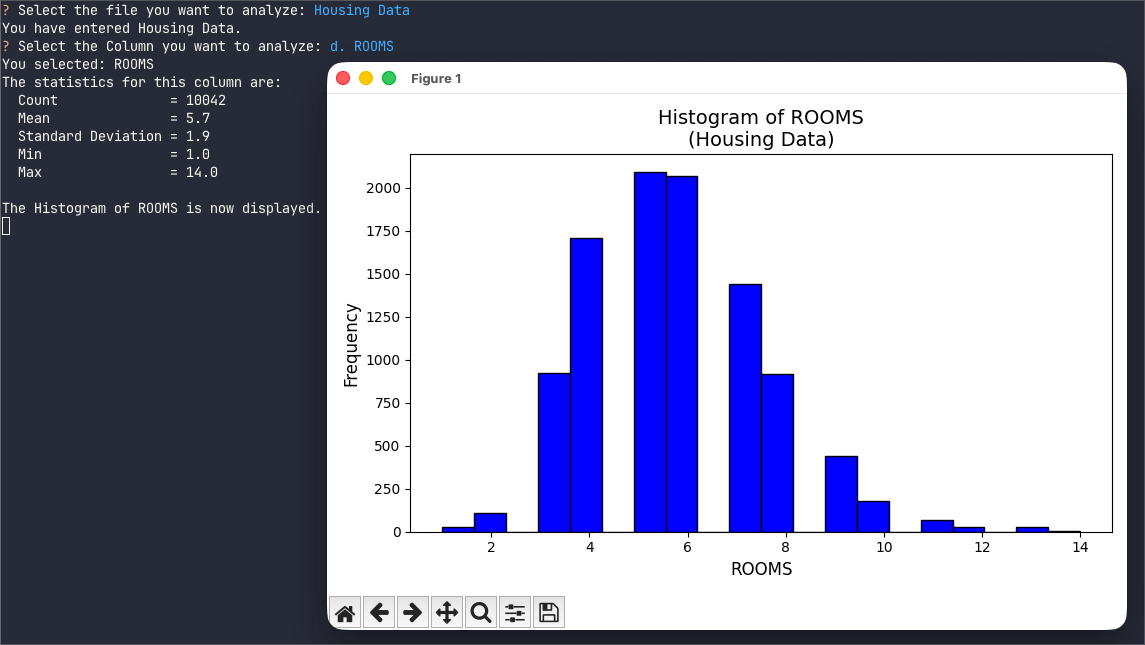 ? Select the file you want to analyze: Housing Data
You have entered Housing Data.
? Select the Column you want to analyze: d. ROOMS
You selected: ROOMS
The statistics for this column are:
  Count              = 10042
  Mean               = 5.7
  Standard Deviation = 1.9
  Min                = 1.0
  Max                = 14.0
The Histogram of ROOMS is now displayed.
Figure 1
Histogram of ROOMS
(Housing Data)
Frequency
2000
1750
1500
1250
1000
750
500
250
0
2 4 6 8 10 12 14
ROOMS